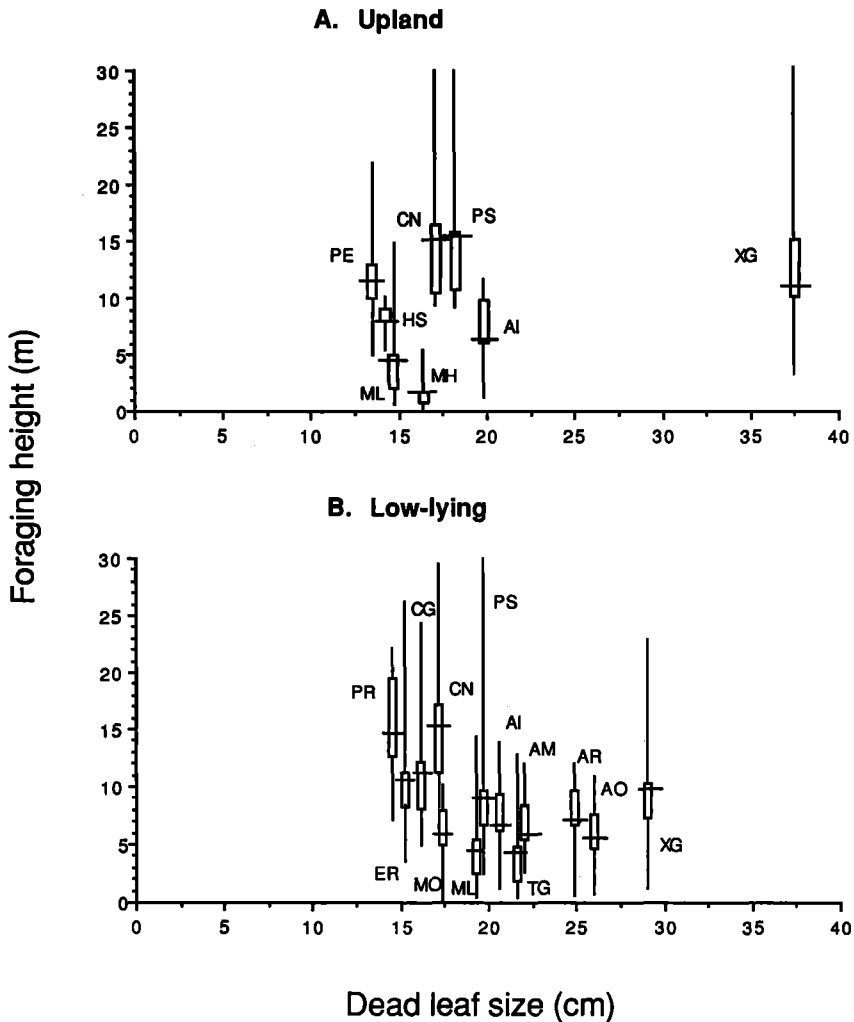 A. Upland
Foraging height (m)
30
25
20
15
10
5
0
PE
HS
ML
CN
PS
MH
AI
XG
0 5 10 15 20 25 30 35 40
B. Low-lying
30
25
20
15
10
5
0
PR
CG
CN
PS
AI
AM
AR
AO
ER
MO
ML
TG
XG
0 5 10 15 20 25 30 35 40
Dead leaf size (cm)